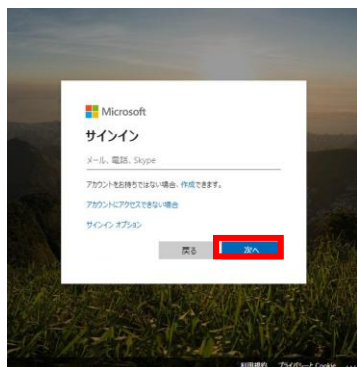 Microsoft
サインイン
メール、電話、Skype
アカウントをお持ちではない場合、作成できます。
アカウントにアクセスできない場合
サインイン オプション
戻る
次へ
利用規約 プライバシーと Cookie ...